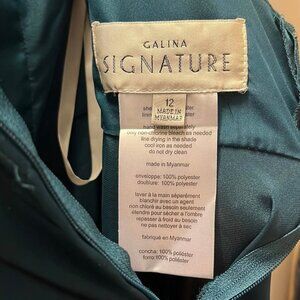 GALINA
SIGNATURE
12
MADE IN
MYANMAR
hand wash separately
only non-chlorine bleach as needed
line drying in the shade
cool iron as needed
do not dry clean
made in Myanmar
enveloppe: 100% polyester
doublure: 100% polyester
laver à la main séparément
blanchir avec un agent
non chloré au besoin seulement
étendre pour sécher à l'ombre
repasser à froid au besoin
ne pas nettoyer à sec
fabriqué en Myanmar
concha: 100% poliéster
forro: 100% poliéster